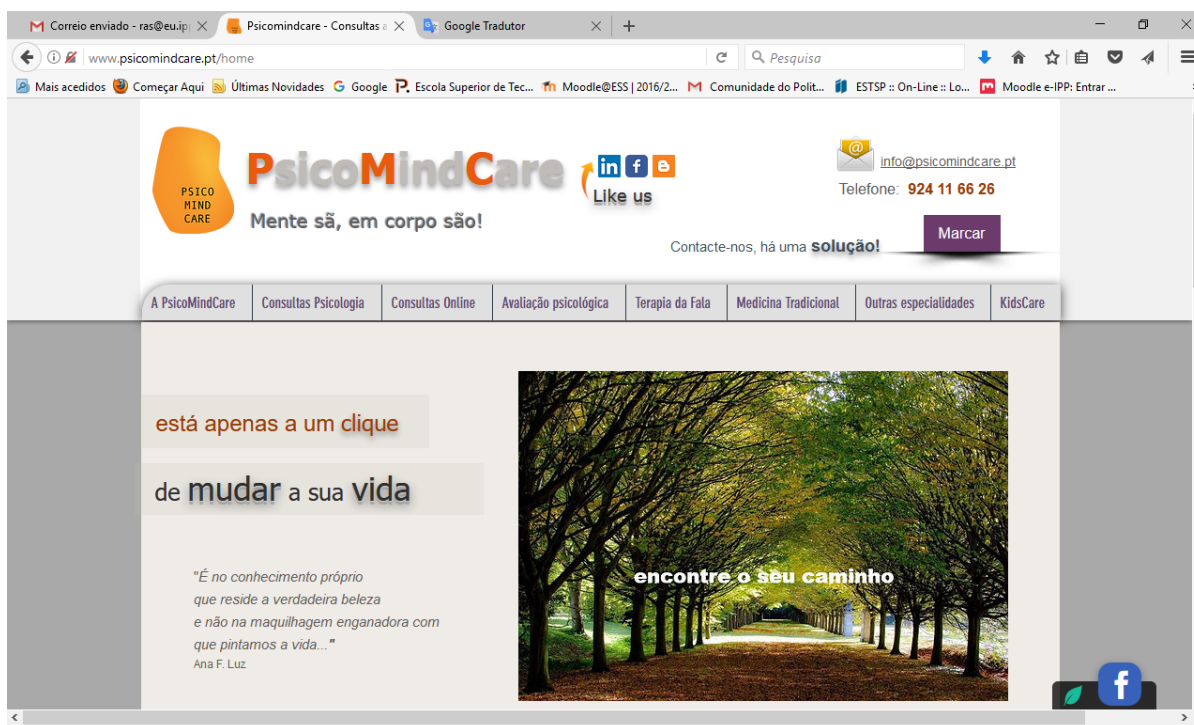 Correio enviado - ras@eu.ip
Psicomindcare - Consultas a
Google Tradutor
www.psicomindcare.pt/home
Pesquisa
Mais acedidos
Começar Aqui
Últimas Novidades
Google
Escola Superior de Tec...
Moodle@ESS | 2016/2...
Comunidade do Polit...
ESTSP :: On-Line :: Lo...
Moodle e-IPP: Entrar ...
PSICO
MIND
CARE
PsicoMindCare
Mente sã, em corpo são!
in f B
Like us
@
info@psicomindcare.pt
Telefone: 924 11 66 26
Contacte-nos, há uma solução!
Marcar
A PsicoMindCare
Consultas Psicologia
Consultas Online
Avaliação psicológica
Terapia da Fala
Medicina Tradicional
Outras especialidades
KidsCare
está apenas a um clique
de mudar a sua vida
"É no conhecimento próprio
que reside a verdadeira beleza
e não na maquilhagem enganadora com
que pintamos a vida..."
Ana F. Luz
encontre o seu caminho
f